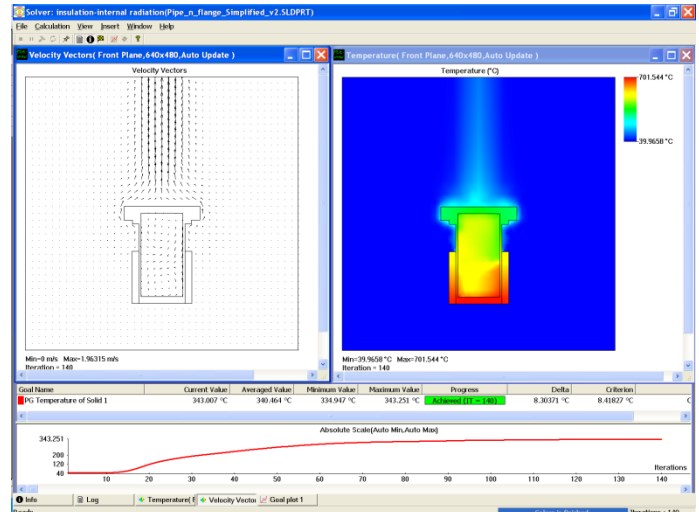 Solver: insulation-internal radiation(Pipe_n_flange_Simplified_v2.SLDPRT)
File Calculation View Insert Window Help
Velocity Vectors( Front Plane,640x480,Auto Update )
Velocity Vectors
Min=0 m/s Max=1.96315 m/s
Iteration = 140
Temperature( Front Plane,640x480,Auto Update )
Temperature (°C)
701.544 °C
39.9658 °C
Min=39.9658 °C Max=701.544 °C
Iteration = 140
Goal Name Current Value Averaged Value Minimum Value Maximum Value Progress Delta Criterion
PG Temperature of Solid 1 343.007 °C 340.464 °C 334.947 °C 343.251 °C Achieved (IT = 140) 8.30371 °C 8.41827 °C C
Absolute Scale(Auto Min,Auto Max)
343.251
200
120
40
Iterations
0 10 20 30 40 50 60 70 80 90 100 110 120 130 140
Info Log Temperature( F Velocity Vector Goal plot 1
Ready Solver is finished. Iterations = 140